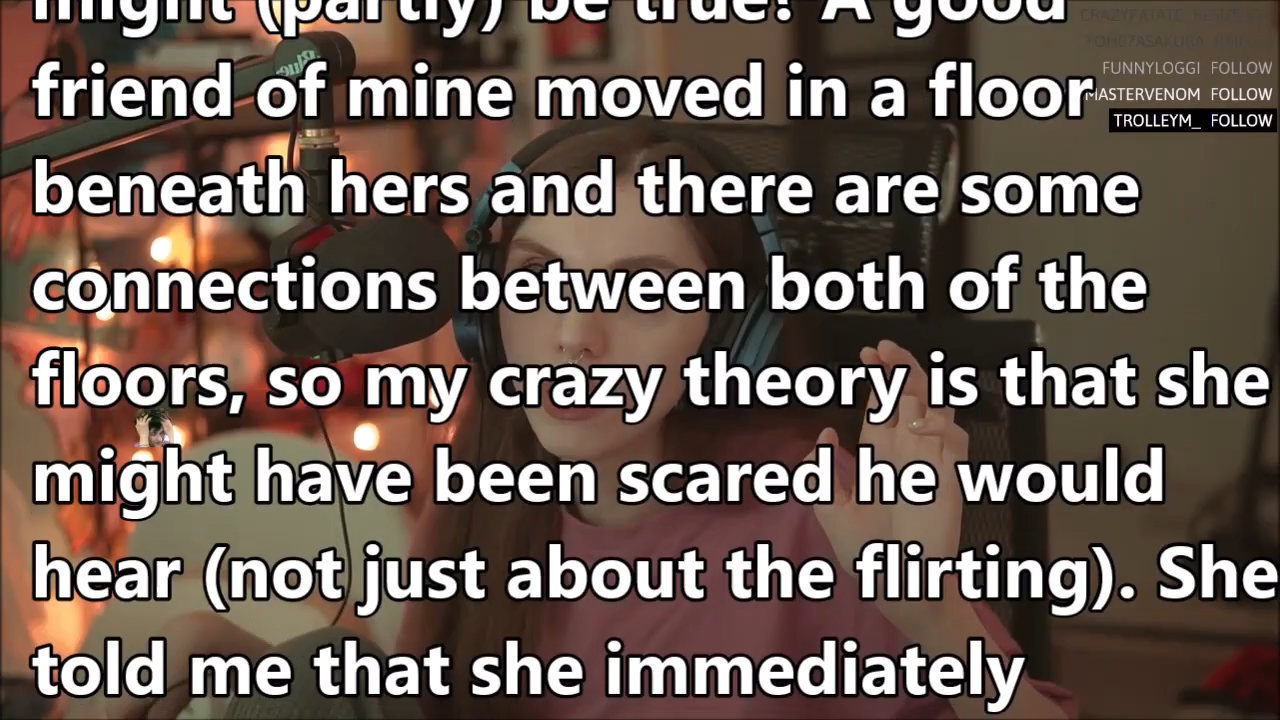 might (partly) be true? A good
friend of mine moved in a floor
beneath hers and there are some
connections between both of the
floors, so my crazy theory is that she
might have been scared he would
hear (not just about the flirting). She
told me that she immediately
FUNNYLOGGI FOLLOW
MASTERVENOM FOLLOW
TROLLEYM_ FOLLOW
Blue